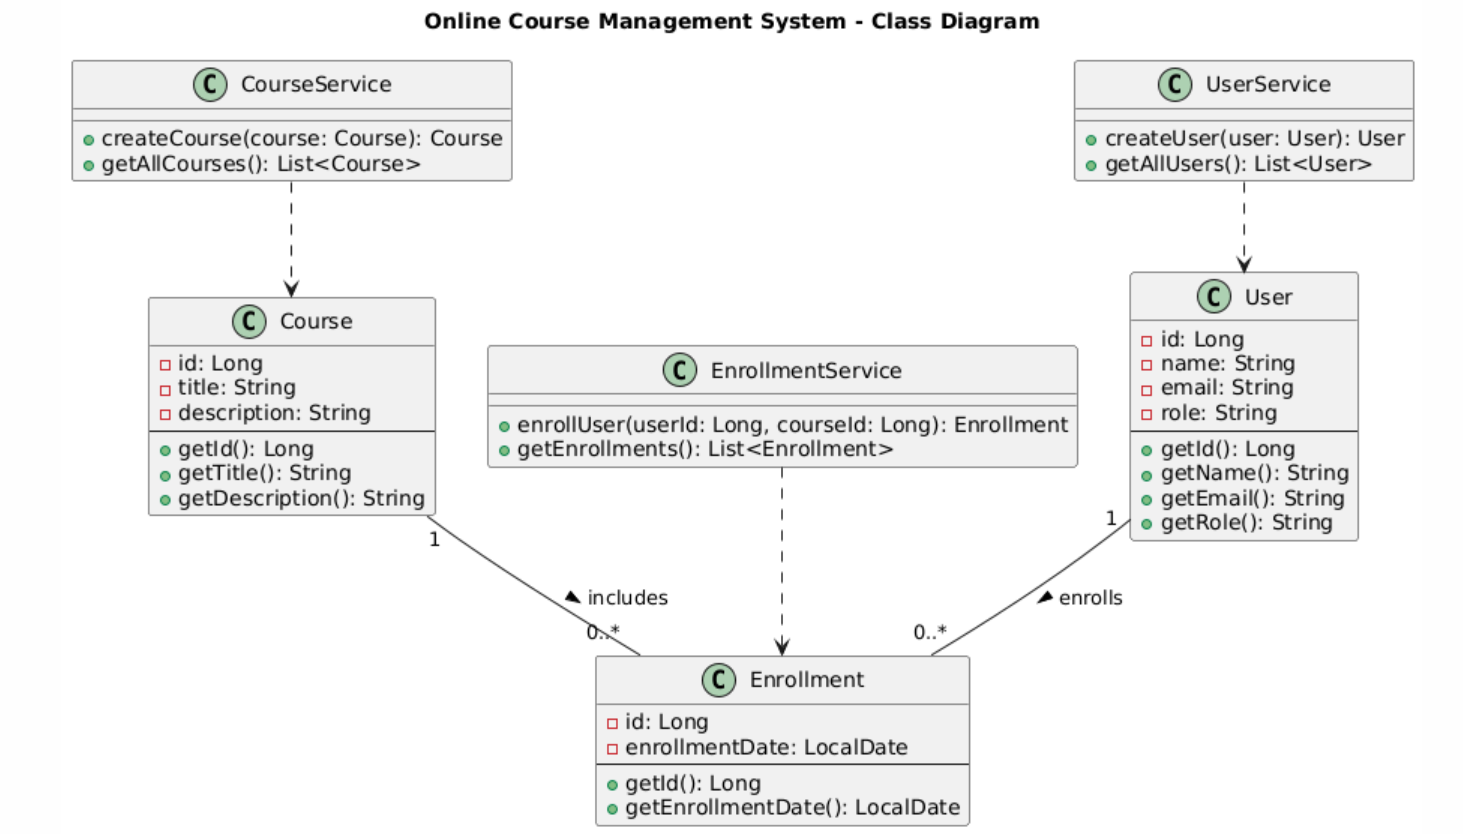 Online Course Management System - Class Diagram
C CourseService
createCourse(course: Course): Course
getAllCourses(): List<Course>
C UserService
createUser(user: User): User
getAllUsers(): List<User>
C Course
id: Long
title: String
description: String
getId(): Long
getTitle(): String
getDescription(): String
C EnrollmentService
enrollUser(userId: Long, courseId: Long): Enrollment
getEnrollments(): List<Enrollment>
C User
id: Long
name: String
email: String
role: String
getId(): Long
getName(): String
getEmail(): String
getRole(): String
1
includes
0..*
1
enrolls
0..*
C Enrollment
id: Long
enrollmentDate: LocalDate
getId(): Long
getEnrollmentDate(): LocalDate